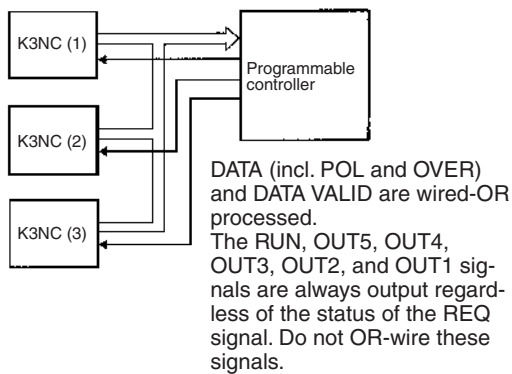 K3NC (1)
Programmable
controller
K3NC (2)
K3NC (3)
DATA (incl. POL and OVER)
and DATA VALID are wired-OR
processed.
The RUN, OUT5, OUT4,
OUT3, OUT2, and OUT1 sig-
nals are always output regard-
less of the status of the REQ
signal. Do not OR-wire these
signals.